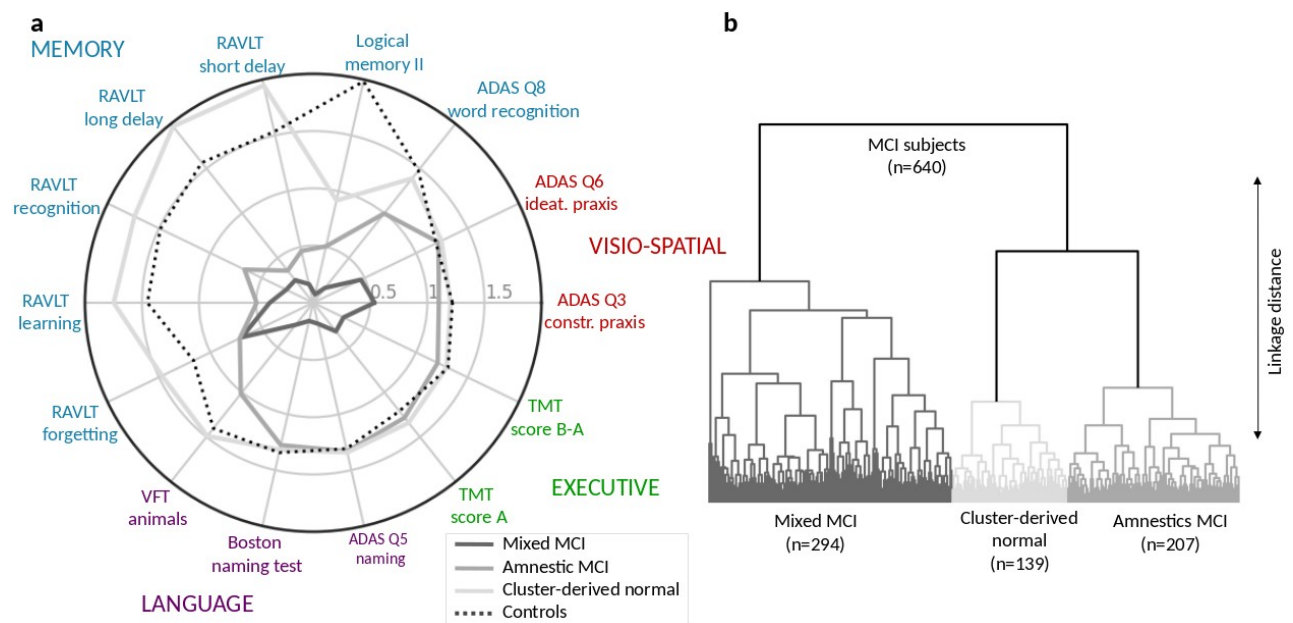 a
MEMORY
RAVLT
short delay
Logical
memory II
RAVLT
long delay
ADAS Q8
word recognition
RAVLT
recognition
ADAS Q6
ideat. praxis
VISIO-SPATIAL
RAVLT
learning
0.5
1
1.5
ADAS Q3
constr. praxis
RAVLT
forgetting
TMT
score B-A
EXECUTIVE
VFT
animals
TMT
score A
Boston
naming test
ADAS Q5
naming
LANGUAGE
Mixed MCI
Amnestic MCI
Cluster-derived normal
Controls
b
MCI subjects
(n=640)
Linkage distance
Mixed MCI
(n=294)
Cluster-derived
normal
(n=139)
Amnestics MCI
(n=207)